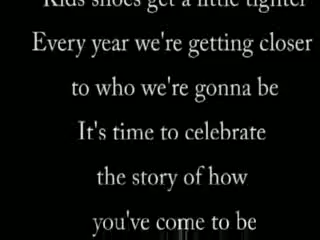 Kids shoes get a little tighter
Every year we're getting closer
to who we're gonna be
It's time to celebrate
the story of how
you've come to be